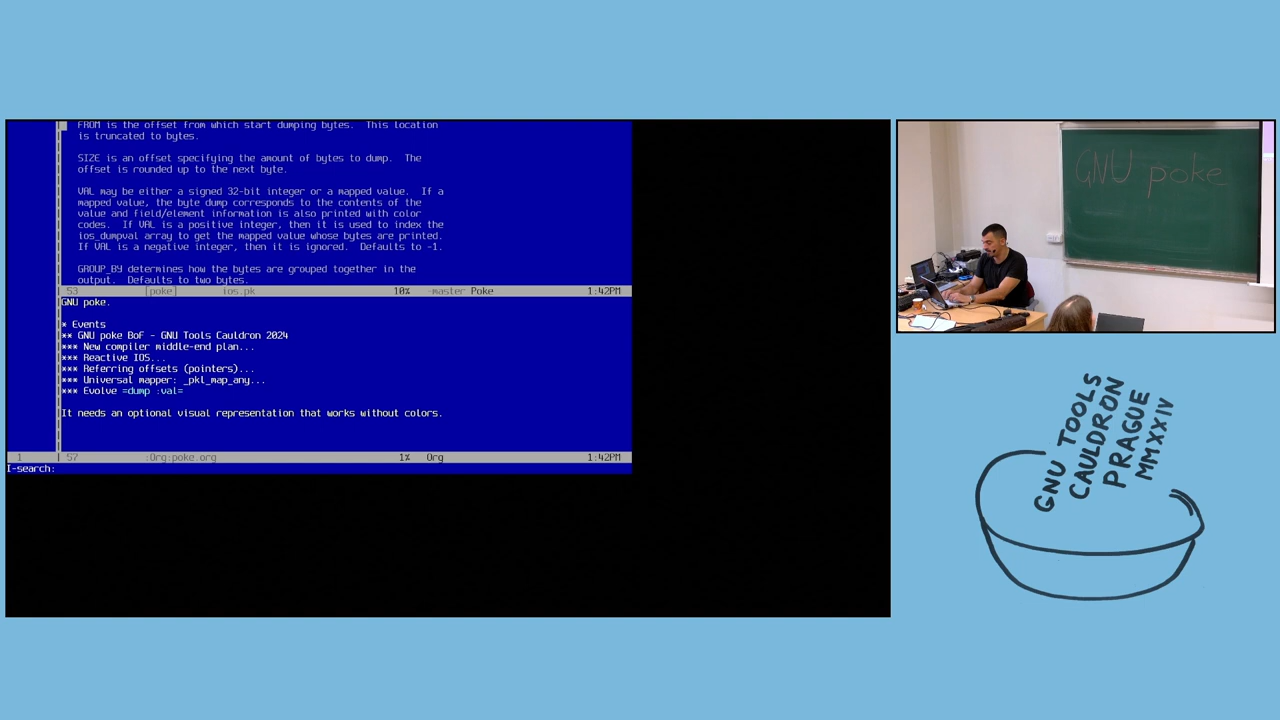 FROM is the offset from which start dumping bytes.  This location
is truncated to bytes.
SIZE is an offset specifying the amount of bytes to dump.  The
offset is rounded up to the next byte.
VAL may be either a signed 32-bit integer or a mapped value.  If a
mapped value, the byte dump corresponds to the contents of the
value and field/element information is also printed with color
codes.  If VAL is a positive integer, then it is used to index the
ios_dumpval array to get the mapped value whose bytes are printed.
If VAL is a negative integer, then it is ignored.  Defaults to -1.
GROUP_BY determines how the bytes are grouped together in the
output.  Defaults to two bytes.
53 [poke] ios.pk 10% -master Poke 1:42PM
GNU poke.
* Events
** GNU poke BoF - GNU Tools Cauldron 2024
*** New compiler middle-end plan...
*** Reactive IOS...
*** Referring offsets (pointers)...
*** Universal mapper: _pkl_map_any...
*** Evolve =dump :val=
It needs an optional visual representation that works without colors.
1 57 :Org:poke.org 1% Org 1:42PM
I-search:
GNU poke
GNU TOOLS
CAULDRON
PRAGUE
MMXXIV